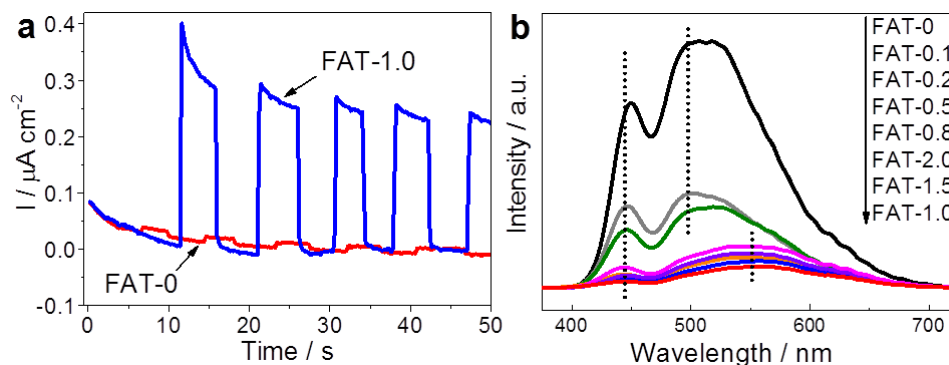 a
0.4
0.3
0.2
0.1
0.0
-0.1
I / μA cm⁻²
FAT-1.0
FAT-0
0
10
20
30
40
50
Time / s
b
Intensity / a.u.
FAT-0
FAT-0.1
FAT-0.2
FAT-0.5
FAT-0.8
FAT-2.0
FAT-1.5
FAT-1.0
400
500
600
700
Wavelength / nm